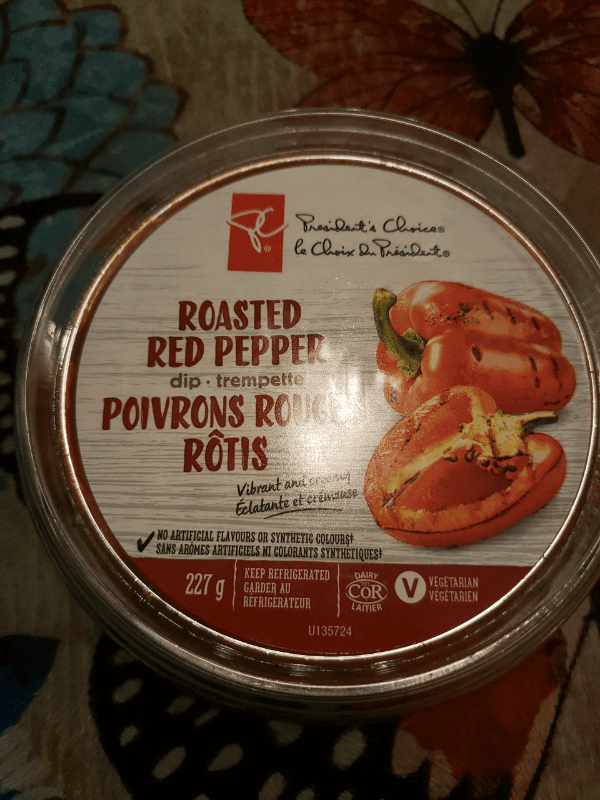 President's Choice®
le Choix du Président®
ROASTED
RED PEPPER
dip · trempette
POIVRONS ROUGES
RÔTIS
Vibrant and creamy
Éclatante et crémeuse
NO ARTIFICIAL FLAVOURS OR SYNTHETIC COLOURS‡
SANS ARÔMES ARTIFICIELS NI COLORANTS SYNTHÉTIQUES‡
227 g
KEEP REFRIGERATED
GARDER AU
RÉFRIGÉRATEUR
DAIRY
COR
LAITIER
V
VEGETARIAN
VÉGÉTARIEN
U135724